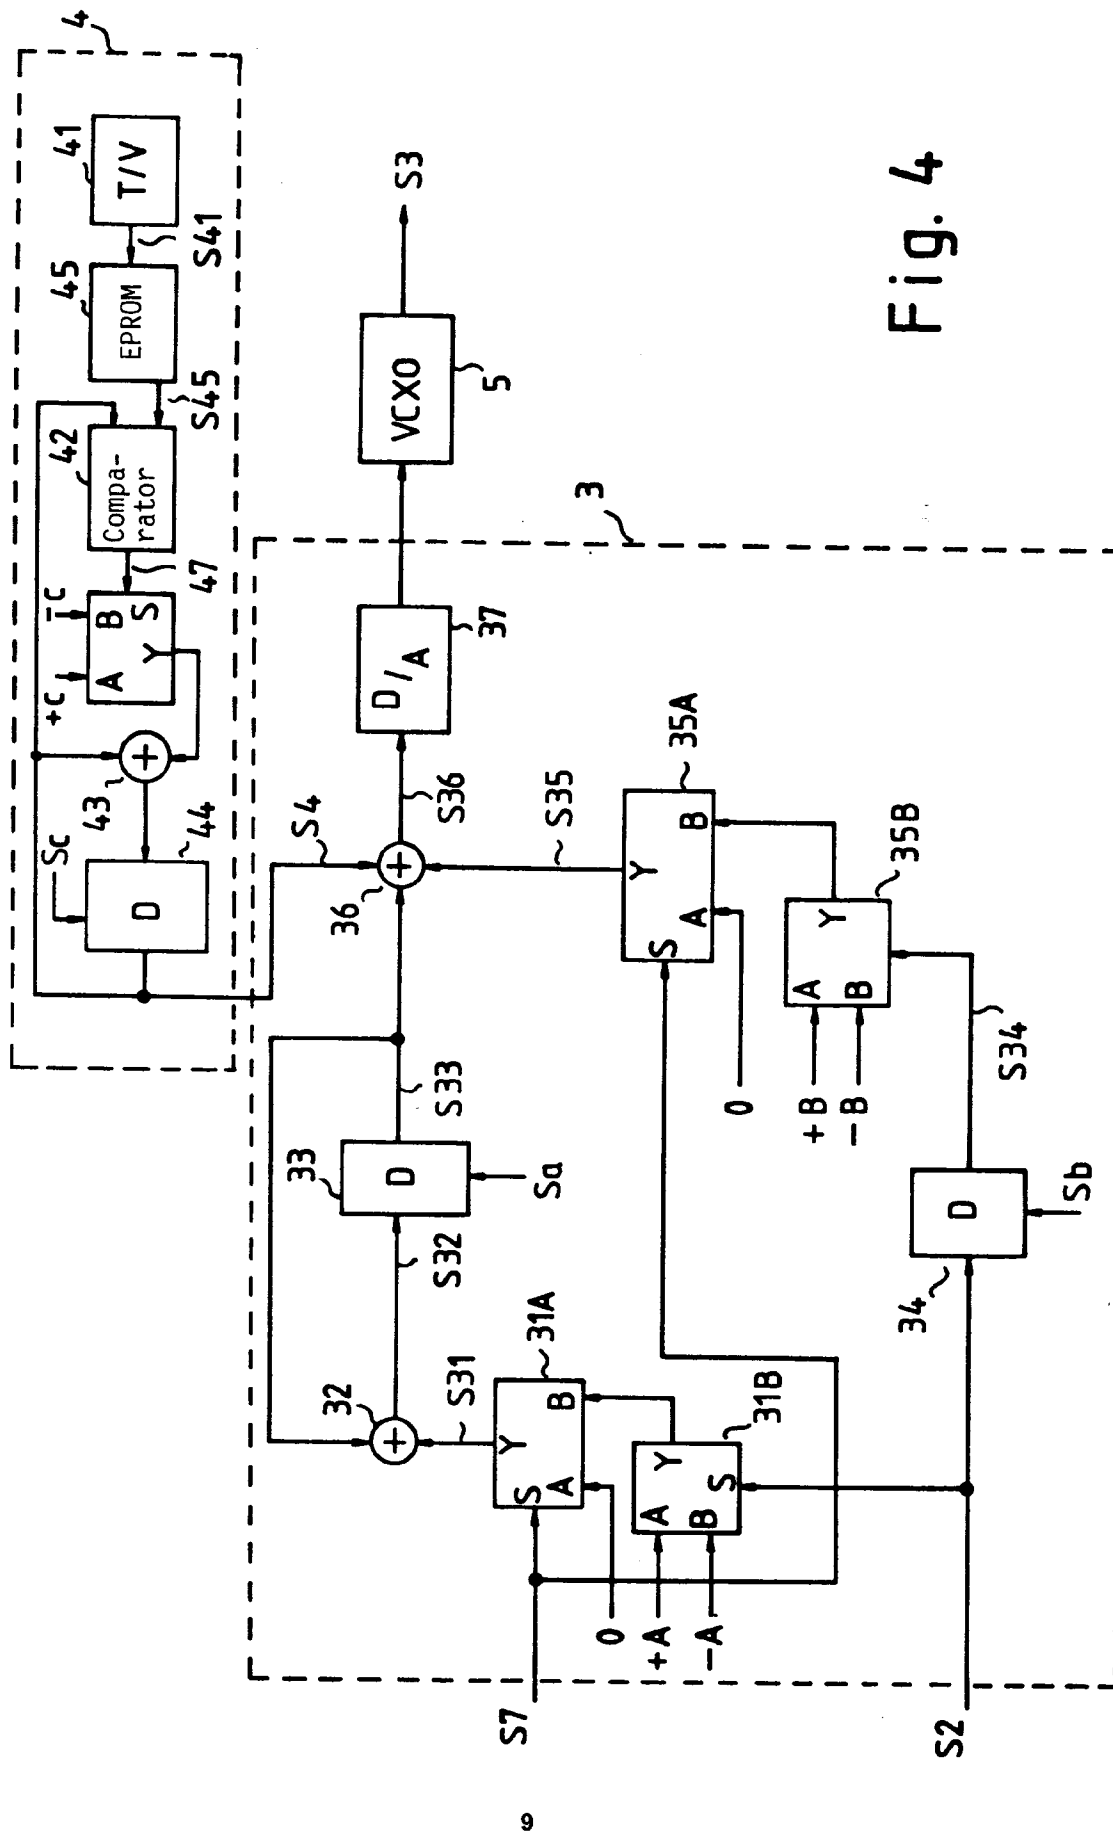 4
41
T/V
S41
45
EPROM
S45
42
Compa-
rator
47
+C
-C
A
B
S
Y
43
+
Sc
44
D
S4
3
36
+
S36
D/A
37
VCXO
5
S3
S35
33
D
S33
Sa
S32
32
+
S31
31A
Y
S
A
B
0
31B
Y
A
B
S
+A
-A
35A
Y
S
A
B
0
35B
Y
A
B
+B
-B
S34
34
D
Sb
S7
S2
Fig. 4
9